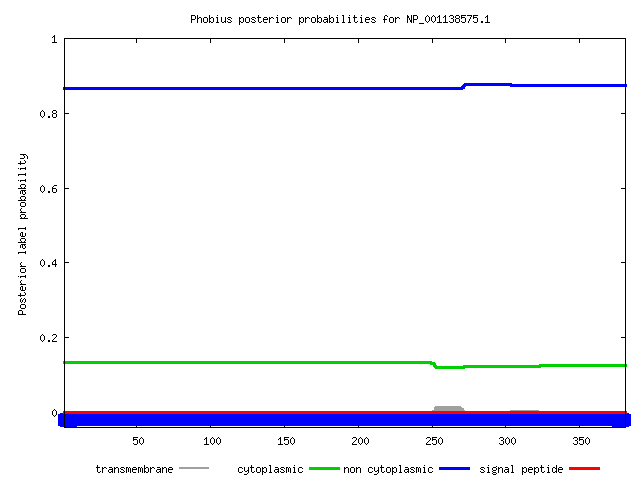 Phobius posterior probabilities for NP_001138575.1
Posterior label probability
1
0.8
0.6
0.4
0.2
0
50 100 150 200 250 300 350
transmembrane cytoplasmic non cytoplasmic signal peptide